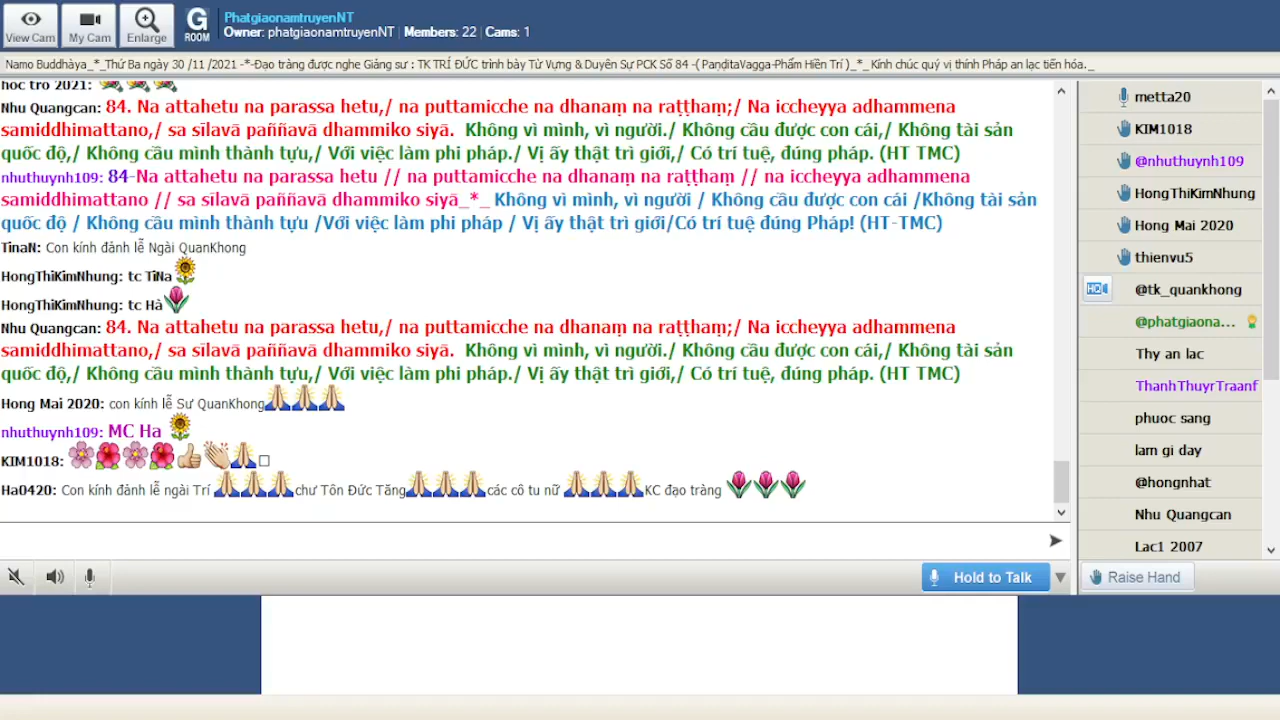 View Cam
My Cam
Enlarge
G ROOM
PhatgiaonamtruyenNT
Owner: phatgiaonamtruyenNT | Members: 22 | Cams: 1
Namo Buddhàya_*_Thứ Ba ngày 30 /11 /2021 -*-Đạo tràng được nghe Giảng sư : TK TRÍ ĐỨC trình bày Từ Vựng & Duyên Sự PCK Số 84 -( PaṇḍitaVagga-Phẩm Hiền Trí )_*_ Kính chúc quý vị thính Pháp an lạc tiến hóa._
hoc tro 2021:
Nhu Quangcan: 84. Na attahetu na parassa hetu,/ na puttamicche na dhanaṃ na raṭṭhaṃ;/ Na iccheyya adhammena
samiddhimattano,/ sa sīlavā paññavā dhammiko siyā. Không vì mình, vì người./ Không cầu được con cái,/ Không tài sản
quốc độ,/ Không cầu mình thành tựu,/ Với việc làm phi pháp./ Vị ấy thật trì giới,/ Có trí tuệ, đúng pháp. (HT TMC)
nhuthuynh109: 84-Na attahetu na parassa hetu // na puttamicche na dhanaṃ na raṭṭhaṃ // na iccheyya adhammena
samiddhimattano // sa sīlavā paññavā dhammiko siyā_*_ Không vì mình, vì người / Không cầu được con cái /Không tài sản
quốc độ / Không cầu mình thành tựu /Với việc làm phi pháp / Vị ấy thật trì giới/Có trí tuệ đúng Pháp! (HT-TMC)
TinaN: Con kính đảnh lễ Ngài QuanKhong
HongThiKimNhung: tc TiNa
HongThiKimNhung: tc Hà
Nhu Quangcan: 84. Na attahetu na parassa hetu,/ na puttamicche na dhanaṃ na raṭṭhaṃ;/ Na iccheyya adhammena
samiddhimattano,/ sa sīlavā paññavā dhammiko siyā. Không vì mình, vì người./ Không cầu được con cái,/ Không tài sản
quốc độ,/ Không cầu mình thành tựu,/ Với việc làm phi pháp./ Vị ấy thật trì giới,/ Có trí tuệ, đúng pháp. (HT TMC)
Hong Mai 2020: con kính lễ Sư QuanKhong
nhuthuynh109: MC Ha
KIM1018:
Ha0420: Con kính đảnh lễ ngài Trí chư Tôn Đức Tăng các cô tu nữ KC đạo tràng
Hold to Talk
metta20
KIM1018
@nhuthuynh109
HongThiKimNhung
Hong Mai 2020
thienvu5
@tk_quankhong
@phatgiaona...
Thy an lac
ThanhThuyrTraanf
phuoc sang
lam gi day
@hongnhat
Nhu Quangcan
Lac1 2007
Raise Hand